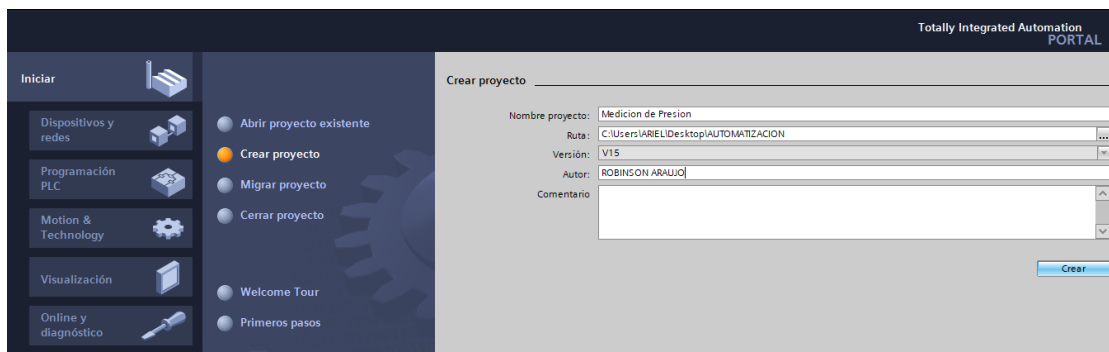 Totally Integrated Automation
PORTAL
Iniciar
Dispositivos y
redes
Programación
PLC
Motion &
Technology
Visualización
Online y
diagnóstico
Abrir proyecto existente
Crear proyecto
Migrar proyecto
Cerrar proyecto
Welcome Tour
Primeros pasos
Crear proyecto
Nombre proyecto: Medicion de Presion
Ruta: C:\Users\ARIEL\Desktop\AUTOMATIZACION ...
Versión: V15
Autor: ROBINSON ARAUJO
Comentario
Crear